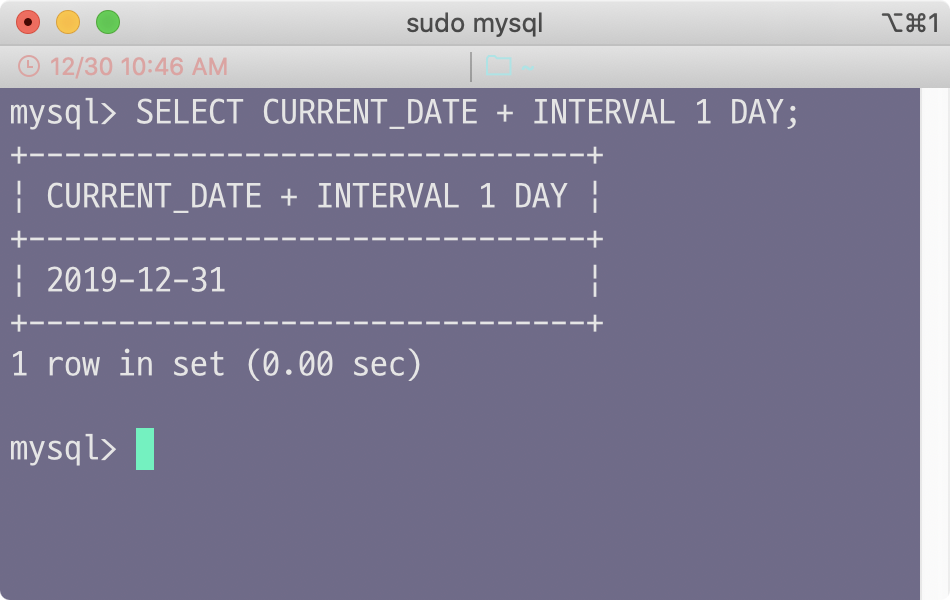 sudo mysql
⌥⌘1
12/30 10:46 AM
~
mysql> SELECT CURRENT_DATE + INTERVAL 1 DAY;
+-------------------------------+
¦ CURRENT_DATE + INTERVAL 1 DAY ¦
+-------------------------------+
¦ 2019-12-31                    ¦
+-------------------------------+
1 row in set (0.00 sec)
mysql>